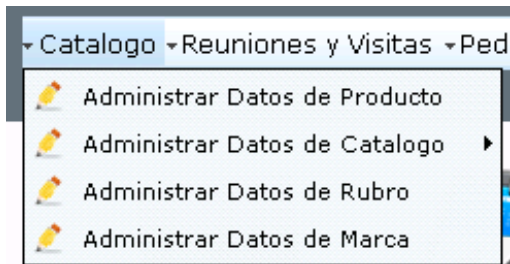 Catalogo Reuniones y Visitas Ped
Administrar Datos de Producto
Administrar Datos de Catalogo
Administrar Datos de Rubro
Administrar Datos de Marca